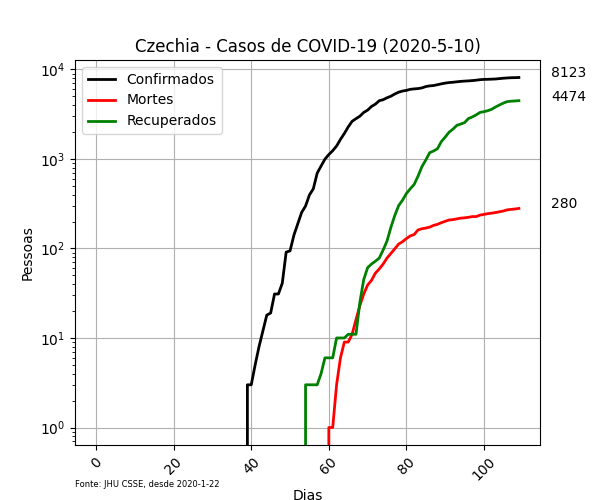 Czechia - Casos de COVID-19 (2020-5-10)
Confirmados
Mortes
Recuperados
8123
4474
280
10⁴
10³
10²
10¹
10⁰
Pessoas
0
20
40
60
80
100
Fonte: JHU CSSE, desde 2020-1-22
Dias